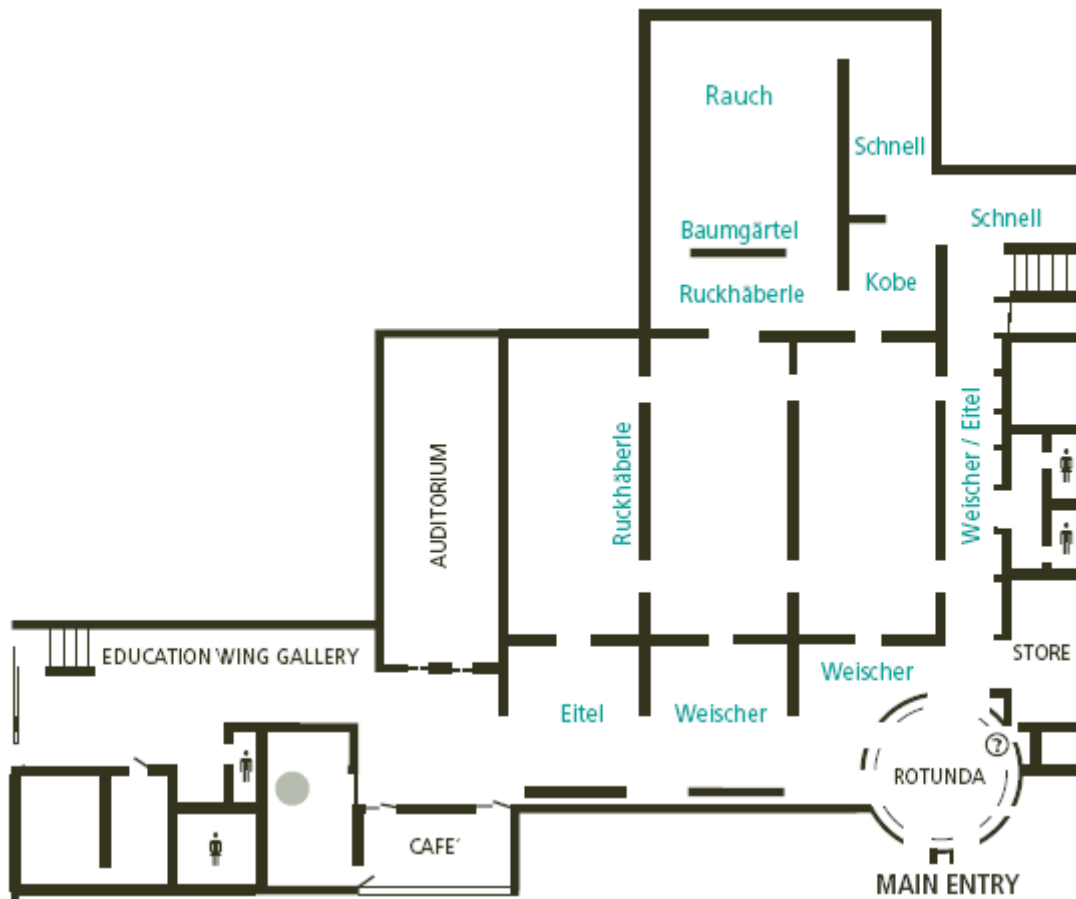 Rauch
Schnell
Schnell
Baumgärtel
Ruckhäberle
Kobe
Ruckhäberle
Weischer / Eitel
AUDITORIUM
EDUCATION WING GALLERY
STORE
Weischer
Eitel
Weischer
?
ROTUNDA
CAFE´
MAIN ENTRY